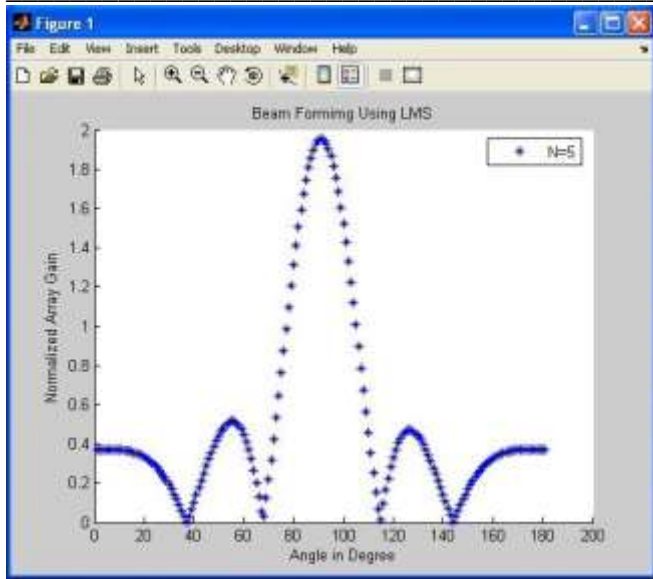 Figure 1
File Edit View Insert Tools Desktop Window Help
Beam Formimg Using LMS
N=5
Normalized Array Gain
2
1.8
1.6
1.4
1.2
1
0.8
0.6
0.4
0.2
0
0 20 40 60 80 100 120 140 160 180 200
Angle in Degree